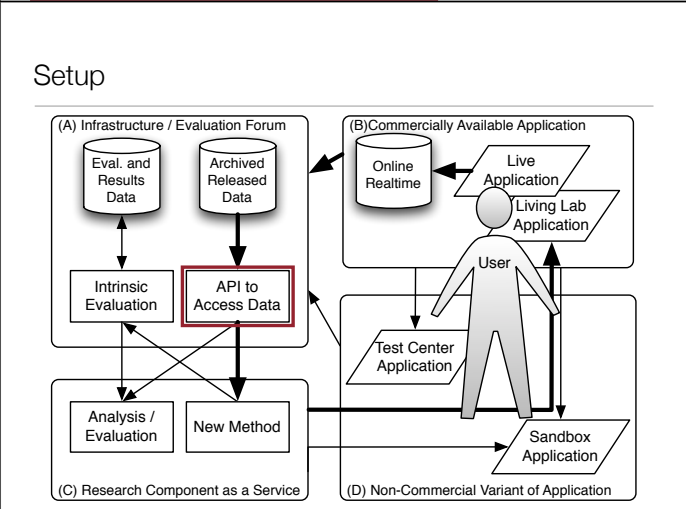 Setup
(A) Infrastructure / Evaluation Forum
Eval. and
Results
Data
Archived
Released
Data
Intrinsic
Evaluation
API to
Access Data
(B)Commercially Available Application
Online
Realtime
Live
Application
Living Lab
Application
User
Test Center
Application
Sandbox
Application
(D) Non-Commercial Variant of Application
Analysis /
Evaluation
New Method
(C) Research Component as a Service